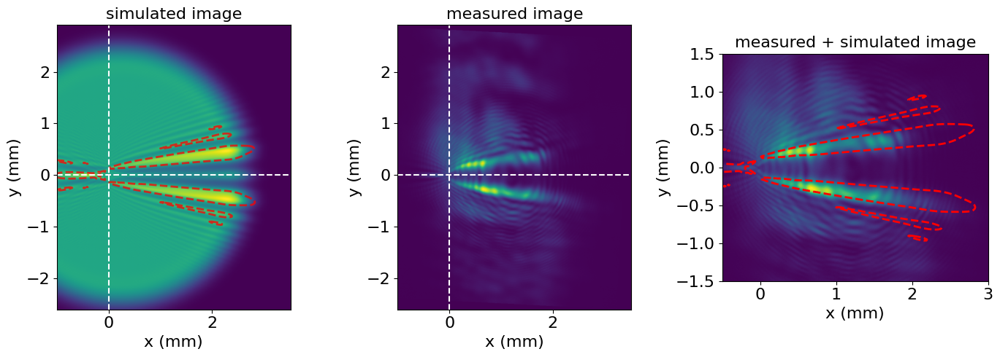 simulated image
y (mm)
2
1
0
−1
−2
0
2
x (mm)
measured image
y (mm)
2
1
0
−1
−2
0
2
x (mm)
measured + simulated image
y (mm)
1.5
1.0
0.5
0.0
−0.5
−1.0
−1.5
0
1
2
3
x (mm)